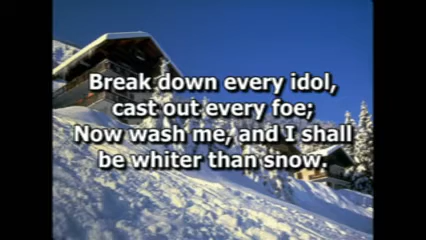 Break down every idol,
cast out every foe;
Now wash me, and I shall
be whiter than snow.